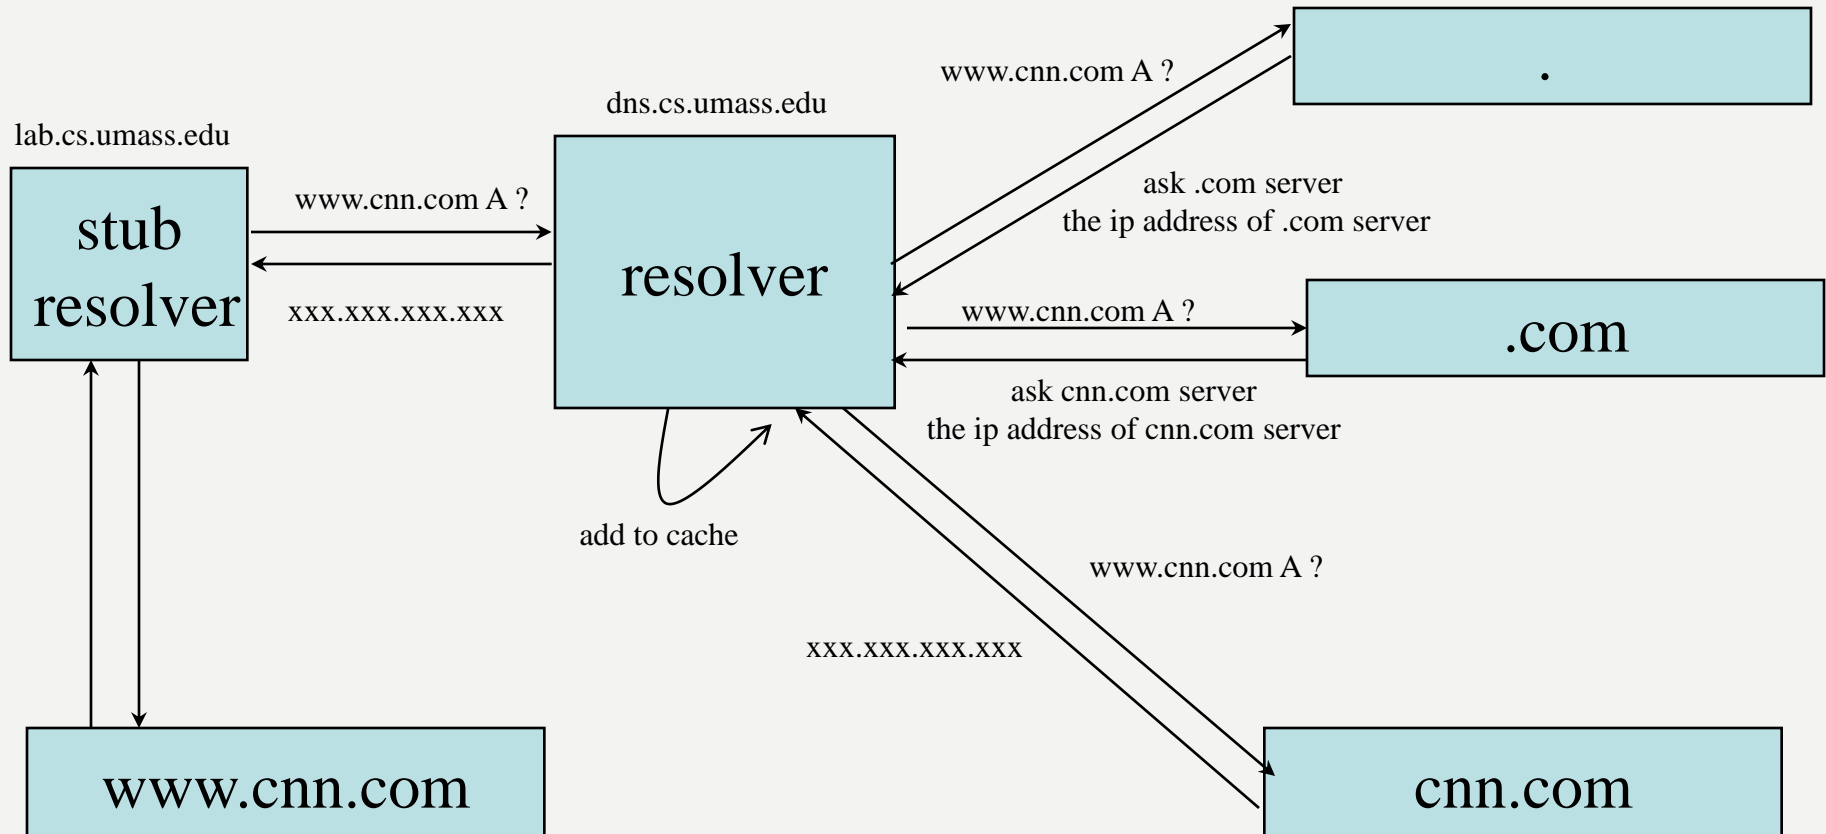 www.cnn.com A ?
.
dns.cs.umass.edu
lab.cs.umass.edu
stub
resolver
www.cnn.com A ?
xxx.xxx.xxx.xxx
resolver
ask .com server
the ip address of .com server
www.cnn.com A ?
.com
ask cnn.com server
the ip address of cnn.com server
add to cache
www.cnn.com A ?
xxx.xxx.xxx.xxx
www.cnn.com
cnn.com